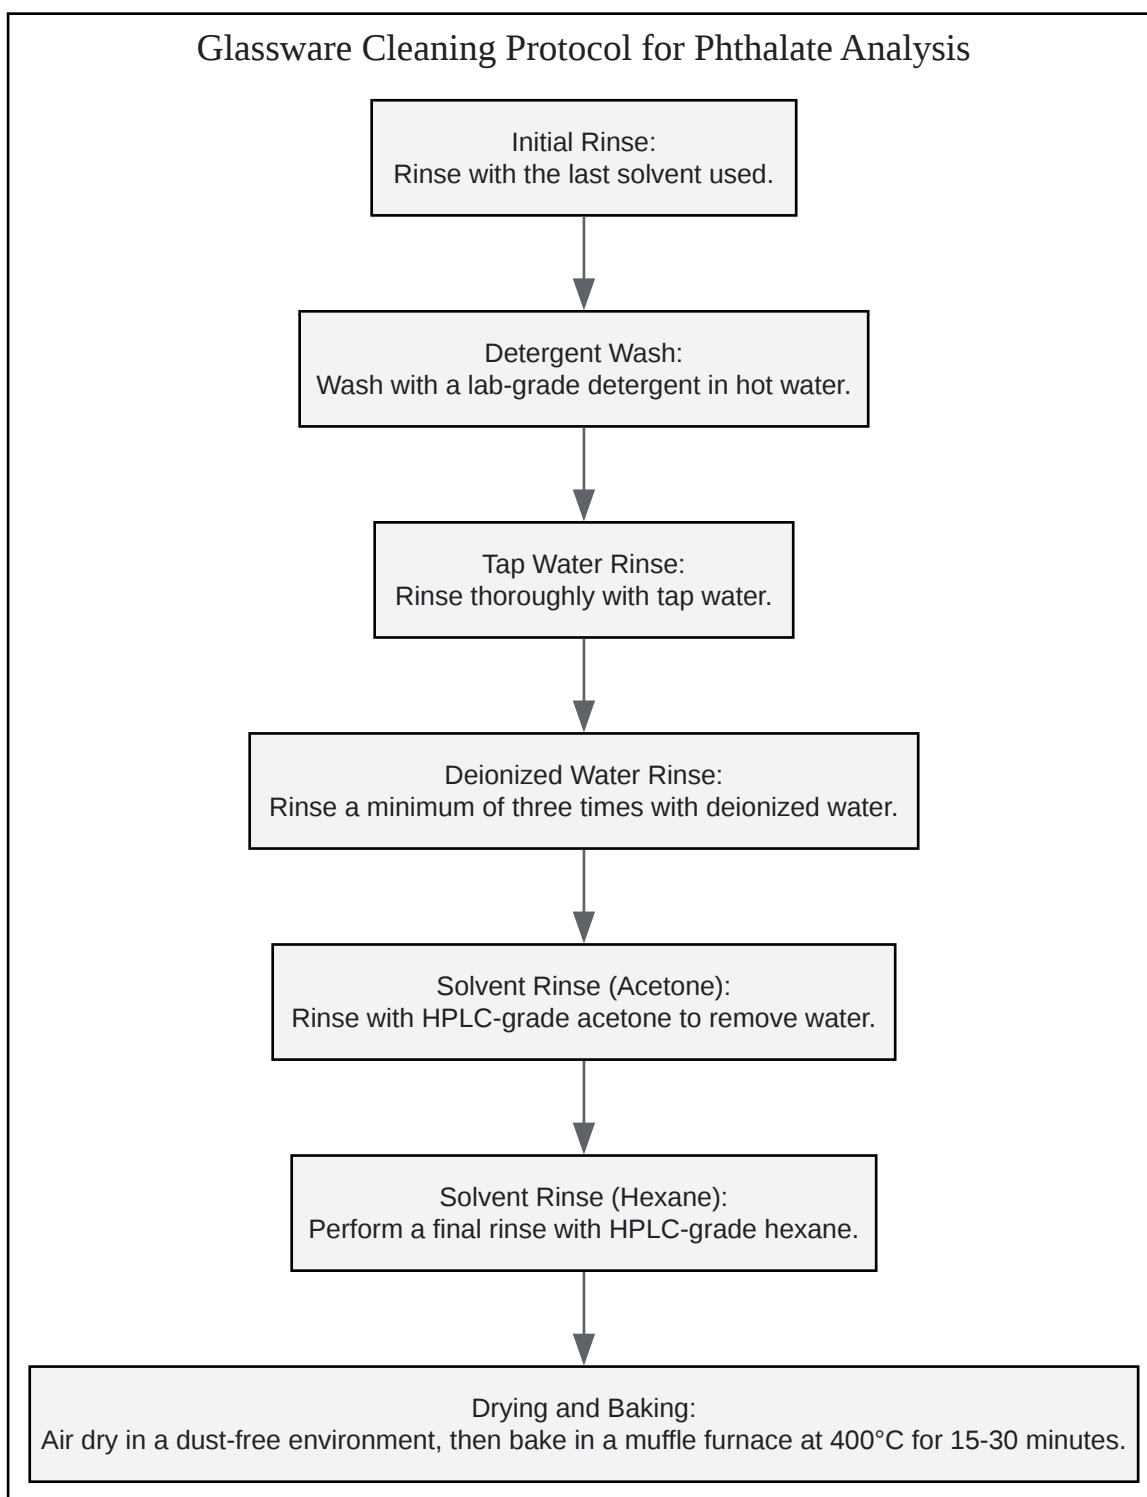 Glassware Cleaning Protocol for Phthalate Analysis
Initial Rinse:
Rinse with the last solvent used.
Detergent Wash:
Wash with a lab-grade detergent in hot water.
Tap Water Rinse:
Rinse thoroughly with tap water.
Deionized Water Rinse:
Rinse a minimum of three times with deionized water.
Solvent Rinse (Acetone):
Rinse with HPLC-grade acetone to remove water.
Solvent Rinse (Hexane):
Perform a final rinse with HPLC-grade hexane.
Drying and Baking:
Air dry in a dust-free environment, then bake in a muffle furnace at 400°C for 15-30 minutes.